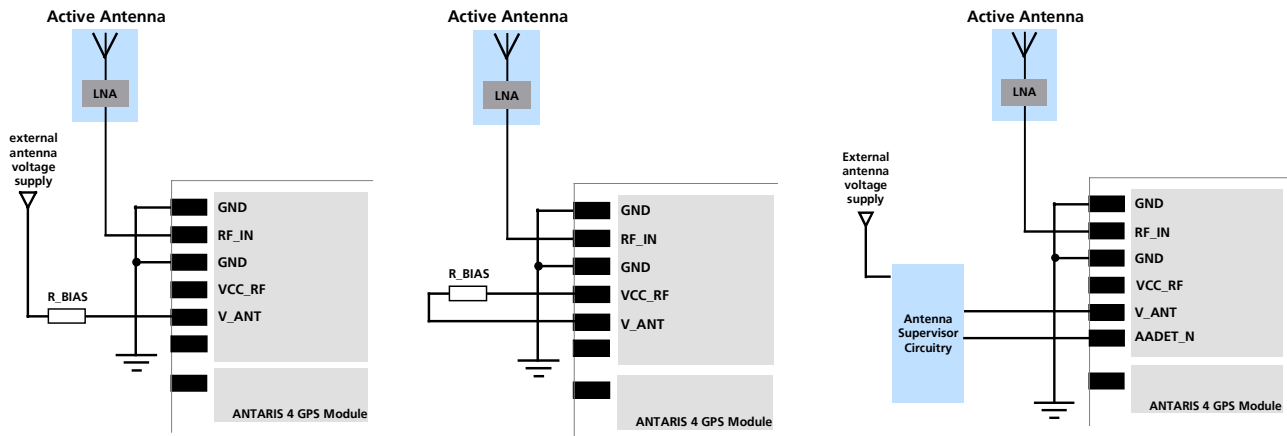 Active Antenna
LNA
external
antenna
voltage
supply
GND
RF_IN
GND
VCC_RF
R_BIAS
V_ANT
ANTARIS 4 GPS Module
Active Antenna
LNA
GND
RF_IN
GND
R_BIAS
VCC_RF
V_ANT
ANTARIS 4 GPS Module
Active Antenna
LNA
External
antenna
voltage
supply
GND
RF_IN
GND
VCC_RF
Antenna
Supervisor
Circuitry
V_ANT
AADET_N
ANTARIS 4 GPS Module